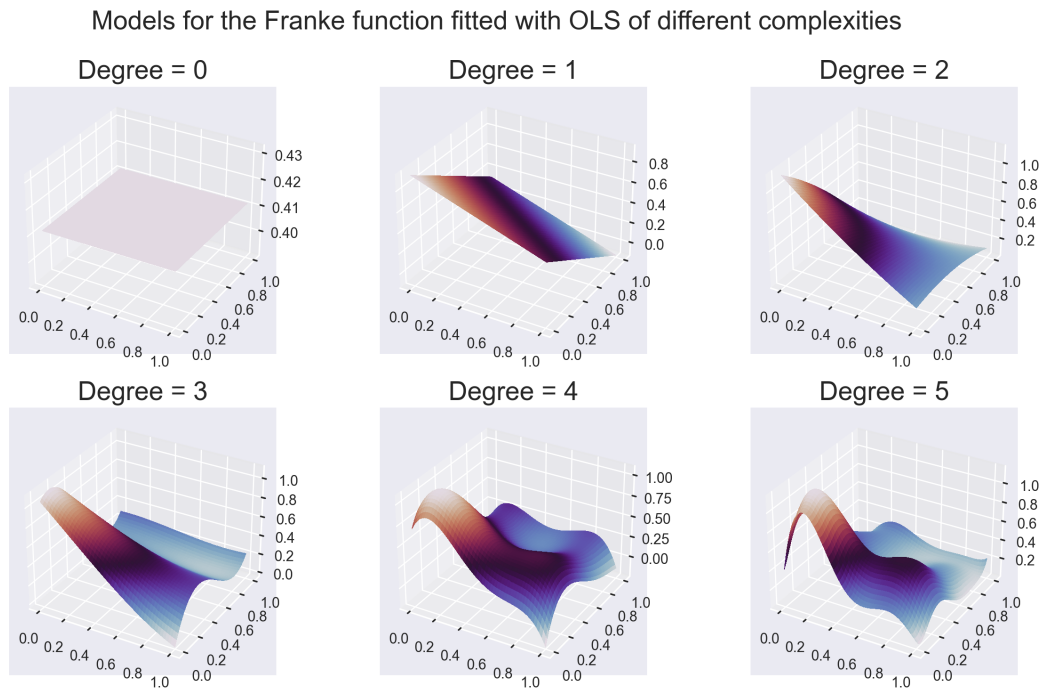 Models for the Franke function fitted with OLS of different complexities
Degree = 0
0.43
0.42
0.41
0.40
0.0 0.2 0.4 0.6 0.8 1.0
0.0 0.2 0.4 0.6 0.8 1.0
Degree = 1
0.8
0.6
0.4
0.2
0.0
0.0 0.2 0.4 0.6 0.8 1.0
0.0 0.2 0.4 0.6 0.8 1.0
Degree = 2
1.0
0.8
0.6
0.4
0.2
0.0 0.2 0.4 0.6 0.8 1.0
0.0 0.2 0.4 0.6 0.8 1.0
Degree = 3
1.0
0.8
0.6
0.4
0.2
0.0
0.0 0.2 0.4 0.6 0.8 1.0
0.0 0.2 0.4 0.6 0.8 1.0
Degree = 4
1.00
0.75
0.50
0.25
0.00
0.0 0.2 0.4 0.6 0.8 1.0
0.0 0.2 0.4 0.6 0.8 1.0
Degree = 5
1.0
0.8
0.6
0.4
0.2
0.0 0.2 0.4 0.6 0.8 1.0
0.0 0.2 0.4 0.6 0.8 1.0